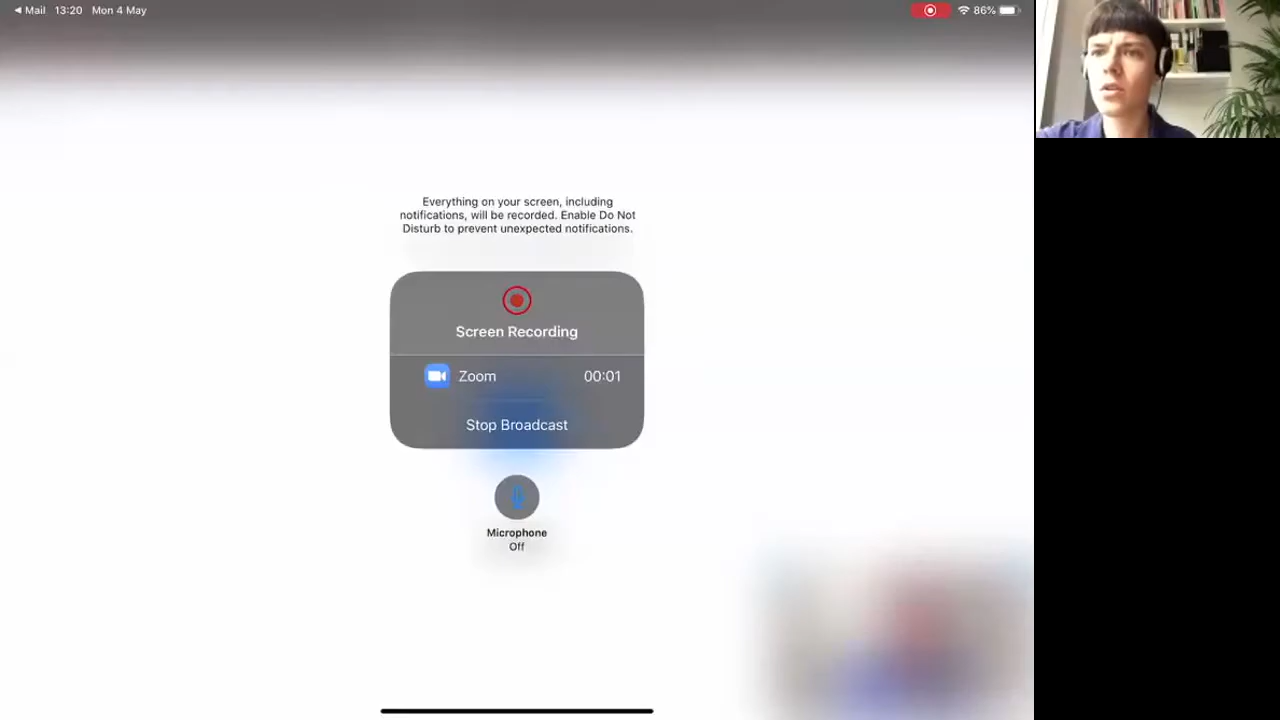 Mail 13:20 Mon 4 May
86%
Everything on your screen, including
notifications, will be recorded. Enable Do Not
Disturb to prevent unexpected notifications.
Screen Recording
Zoom 00:01
Stop Broadcast
Microphone
Off